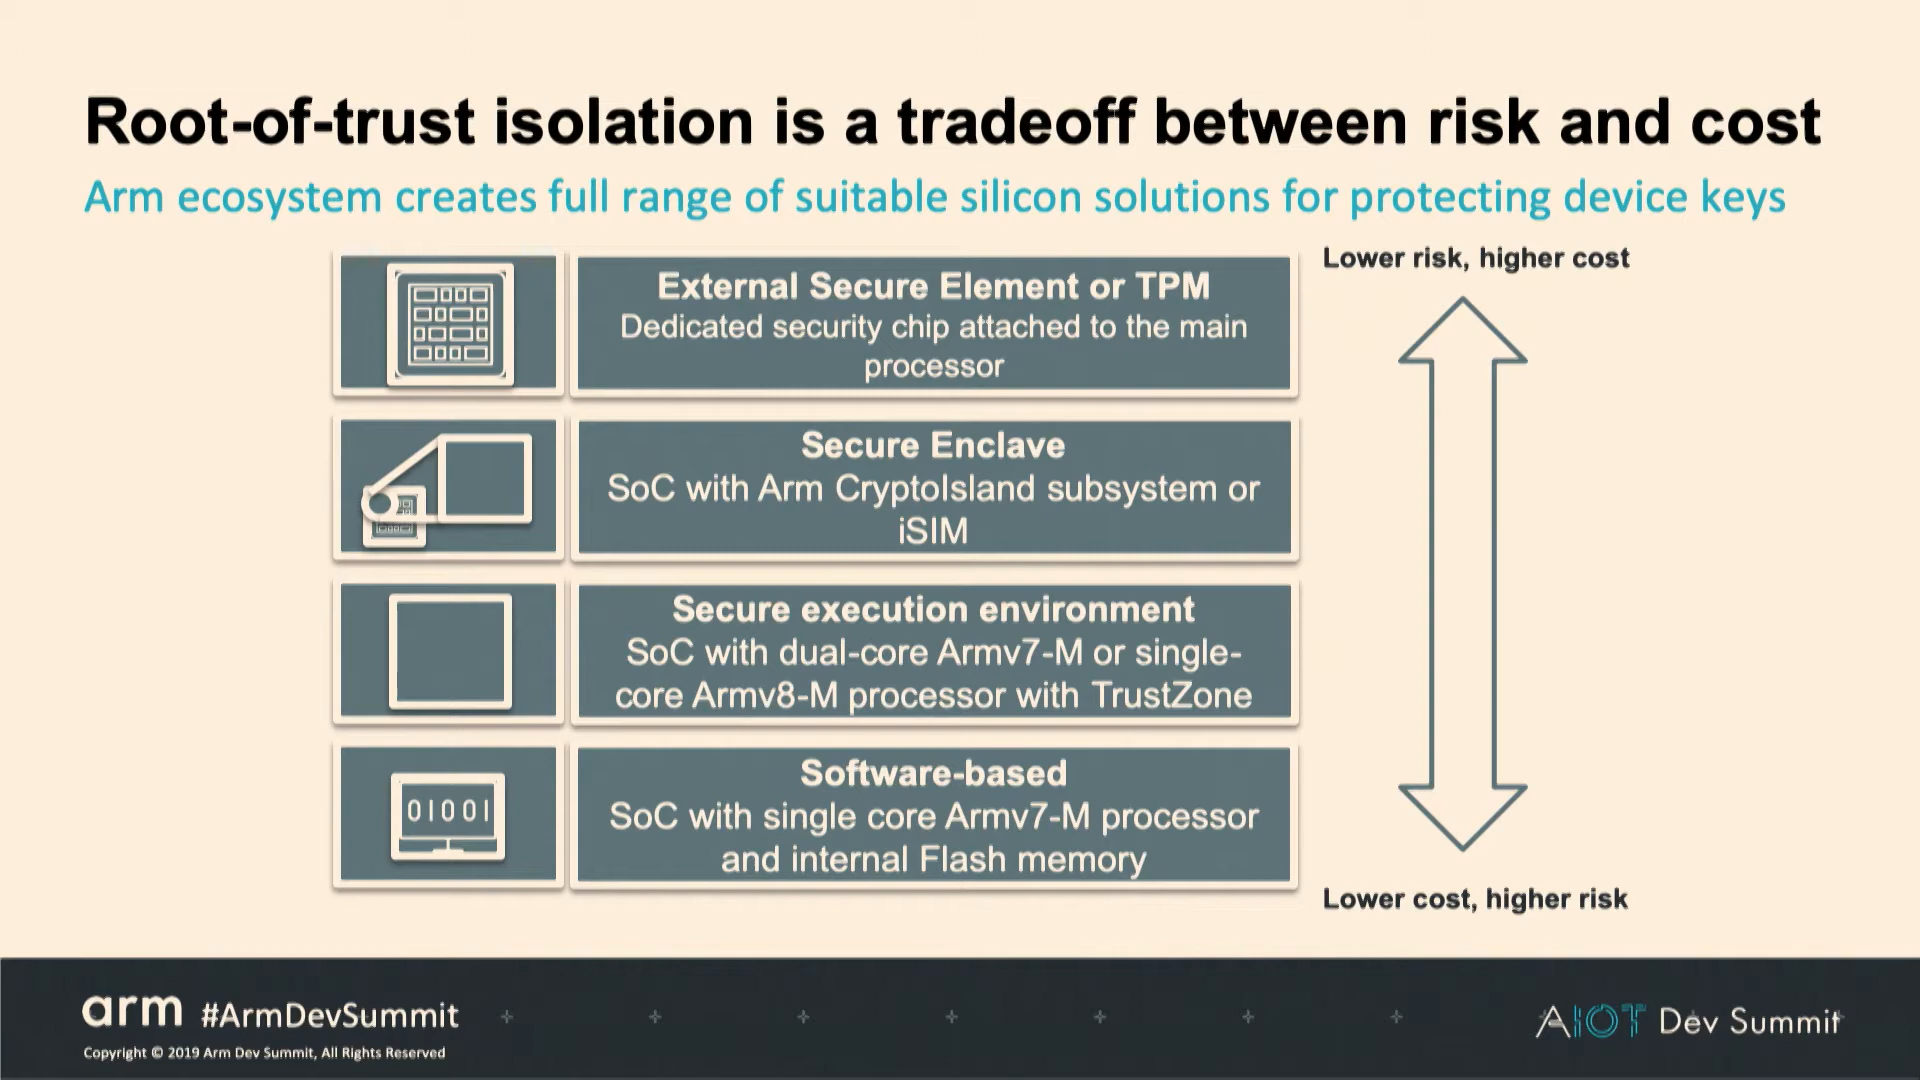 Root-of-trust isolation is a tradeoff between risk and cost
Arm ecosystem creates full range of suitable silicon solutions for protecting device keys
Lower risk, higher cost
External Secure Element or TPM
Dedicated security chip attached to the main
processor
Secure Enclave
SoC with Arm CryptoIsland subsystem or
iSIM
Secure execution environment
SoC with dual-core Armv7-M or single-
core Armv8-M processor with TrustZone
01001
Software-based
SoC with single core Armv7-M processor
and internal Flash memory
Lower cost, higher risk
arm #ArmDevSummit
Copyright © 2019 Arm Dev Summit, All Rights Reserved
AIOT Dev Summit